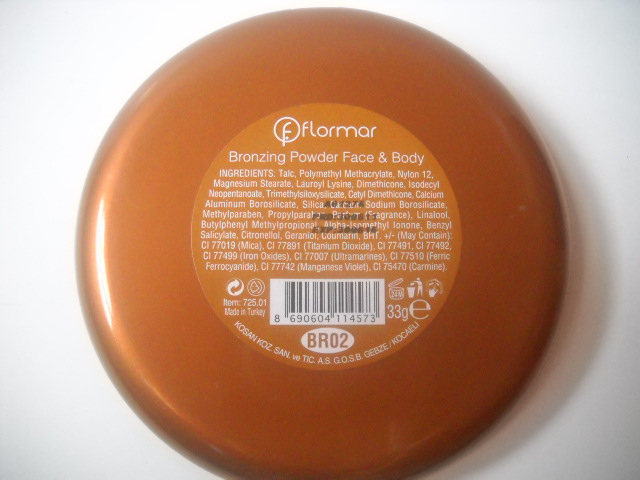 flormar
Bronzing Powder Face & Body
INGREDIENTS: Talc, Polymethyl Methacrylate, Nylon 12,
Magnesium Stearate, Lauroyl Lysine, Dimethicone, Isodecyl
Neopentanoate, Trimethylsiloxysilicate, Cetyl Dimethicone, Calcium
Aluminum Borosilicate, Silica, Sodium Borosilicate,
Methylparaben, Propylparaben, Parfum (Fragrance), Linalool,
Butylphenyl Methylpropional, Alpha-Isomethyl Ionone, Benzyl
Salicylate, Citronellol, Geraniol, Coumarin, BHT. +/- (May Contain):
CI 77019 (Mica), CI 77891 (Titanium Dioxide), CI 77491, CI 77492,
CI 77499 (Iron Oxides), CI 77007 (Ultramarines), CI 77510 (Ferric
Ferrocyanide), CI 77742 (Manganese Violet), CI 75470 (Carmine).
Item: 725.01
Made in Turkey
8 690604 114573
24M
33g e
BR02
KOSAN KOZ. SAN. ve TIC. A.S. G.O.S.B. GEBZE / KOCAELI